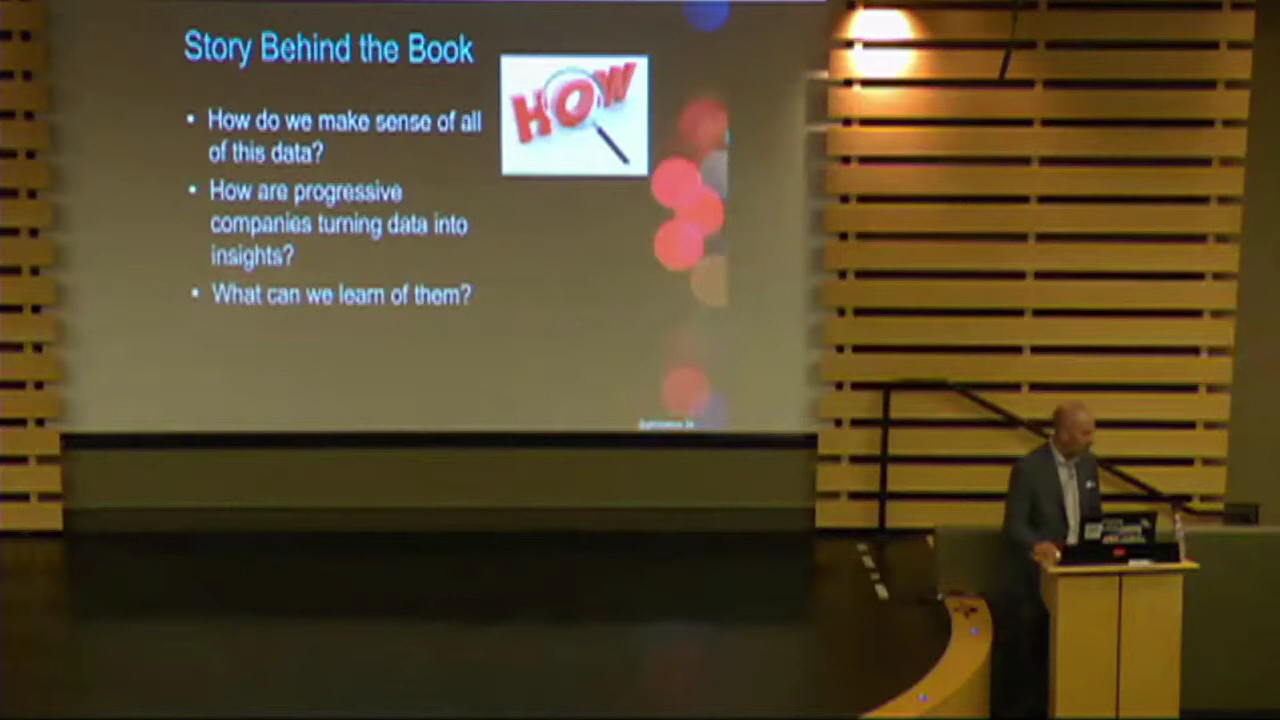 Story Behind the Book
HOW
• How do we make sense of all
of this data?
• How are progressive
companies turning data into
insights?
• What can we learn of them?